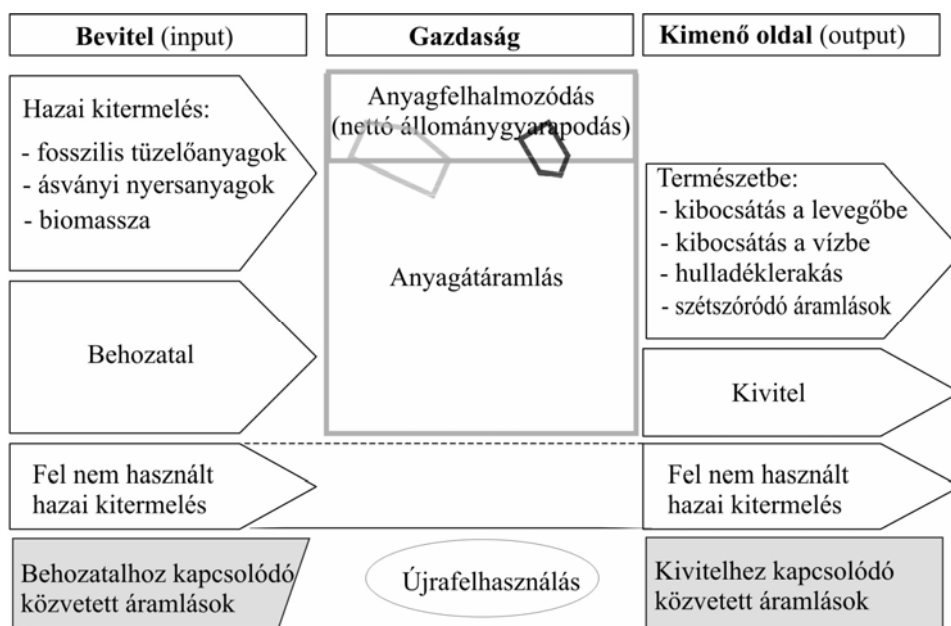 Bevitel (input)
Gazdaság
Kimenő oldal (output)
Hazai kitermelés:
- fosszilis tüzelőanyagok
- ásványi nyersanyagok
- biomassza
Behozatal
Fel nem használt
hazai kitermelés
Behozatalhoz kapcsolódó
közvetett áramlások
Anyagfelhalmozódás
(nettó állománygyarapodás)
Anyagátáramlás
Újrafelhasználás
Természetbe:
- kibocsátás a levegőbe
- kibocsátás a vízbe
- hulladéklerakás
- szétszóródó áramlások
Kivitel
Fel nem használt
hazai kitermelés
Kivitelhez kapcsolódó
közvetett áramlások